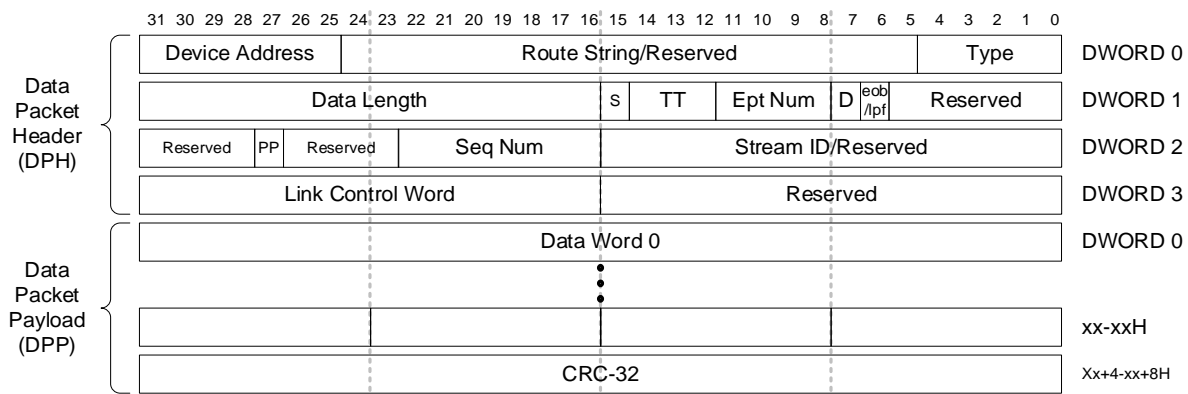 31 30 29 28 27 26 25 24 23 22 21 20 19 18 17 16 15 14 13 12 11 10 9 8 7 6 5 4 3 2 1 0
Device Address Route String/Reserved Type DWORD 0
Data Packet Header (DPH)
Data Length S TT Ept Num D eob/lpf Reserved DWORD 1
Reserved PP Reserved Seq Num Stream ID/Reserved DWORD 2
Link Control Word Reserved DWORD 3
Data Word 0 DWORD 0
Data Packet Payload (DPP)
xx-xxH
CRC-32 Xx+4-xx+8H